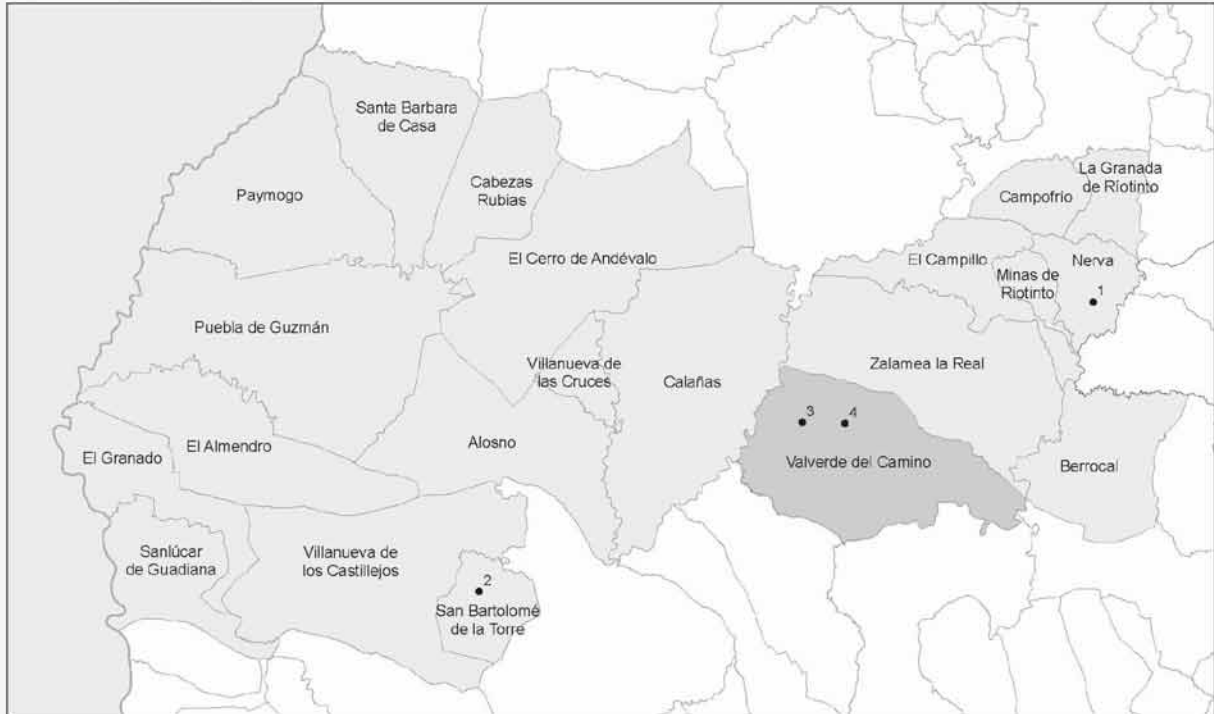 Santa Barbara
de Casa
Paymogo
Cabezas
Rubias
La Granada
de Ríotinto
Campofrío
El Cerro de Andévalo
El Campillo
Nerva
Minas de
Riotinto
1
Puebla de Guzmán
Villanueva de
las Cruces
Calañas
Zalamea la Real
El Granado
El Almendro
Alosno
3
4
Valverde del Camino
Berrocal
Sanlúcar
de Guadiana
Villanueva de
los Castillejos
2
San Bartolomé
de la Torre